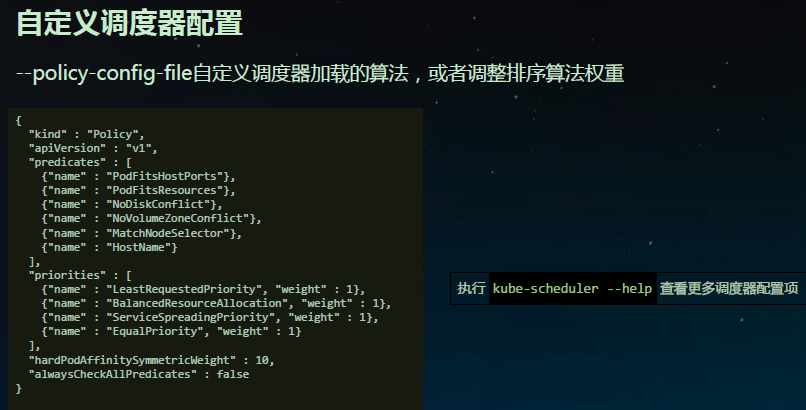 自定义调度器配置
--policy-config-file自定义调度器加载的算法，或者调整排序算法权重
{
"kind" : "Policy",
"apiVersion" : "v1",
"predicates" : [
{"name" : "PodFitsHostPorts"},
{"name" : "PodFitsResources"},
{"name" : "NoDiskConflict"},
{"name" : "NoVolumeZoneConflict"},
{"name" : "MatchNodeSelector"},
{"name" : "HostName"}
],
"priorities" : [
{"name" : "LeastRequestedPriority", "weight" : 1},
{"name" : "BalancedResourceAllocation", "weight" : 1},
{"name" : "ServiceSpreadingPriority", "weight" : 1},
{"name" : "EqualPriority", "weight" : 1}
],
"hardPodAffinitySymmetricWeight" : 10,
"alwaysCheckAllPredicates" : false
}
执行 kube-scheduler --help 查看更多调度器配置项